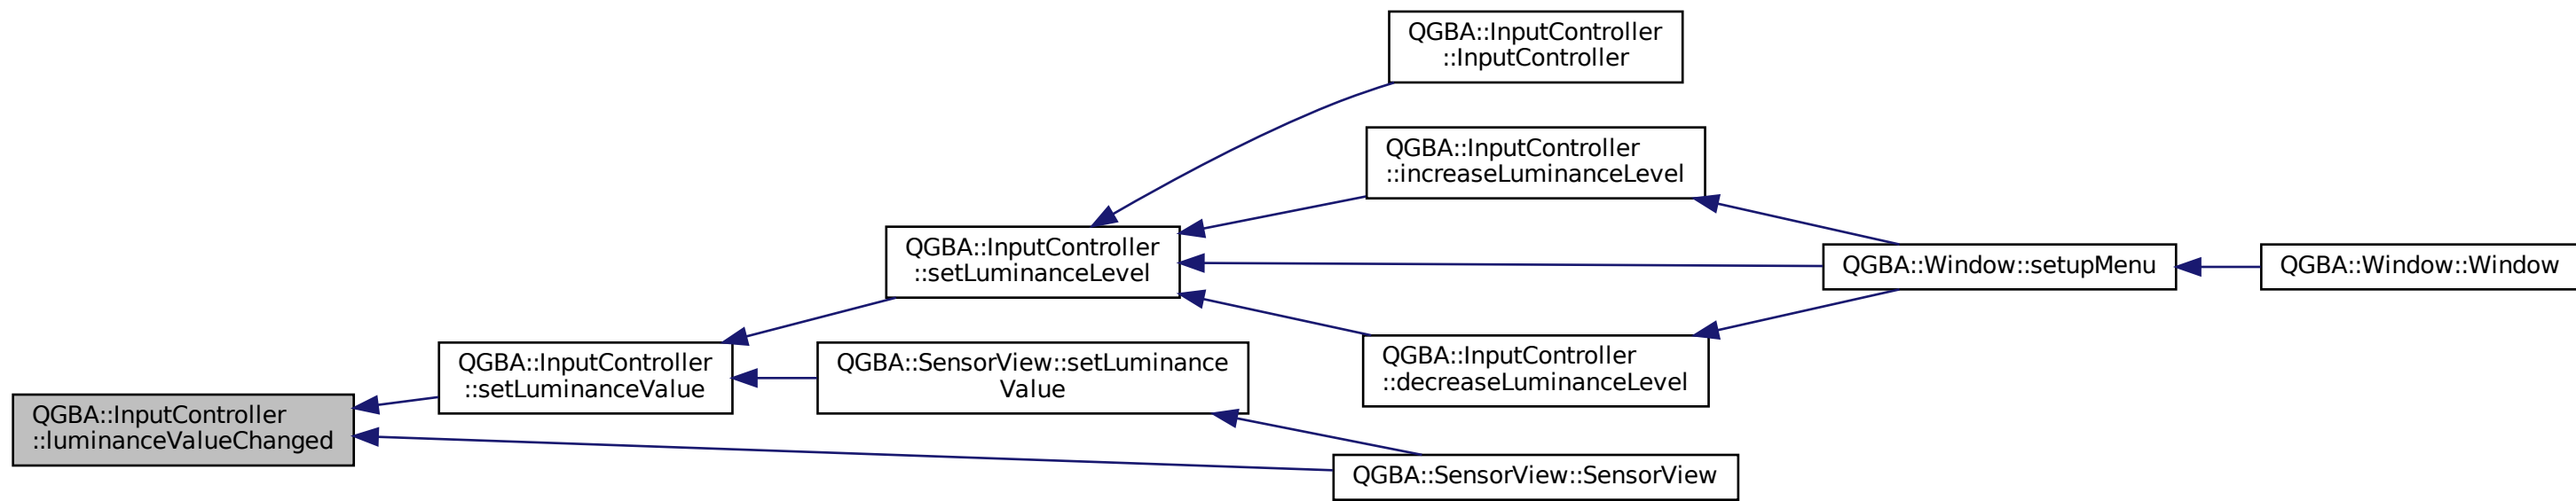 QGBA::InputController
::InputController
QGBA::InputController
::increaseLuminanceLevel
QGBA::InputController
::setLuminanceLevel
QGBA::Window::setupMenu
QGBA::Window::Window
QGBA::InputController
::setLuminanceValue
QGBA::SensorView::setLuminance
Value
QGBA::InputController
::decreaseLuminanceLevel
QGBA::InputController
::luminanceValueChanged
QGBA::SensorView::SensorView